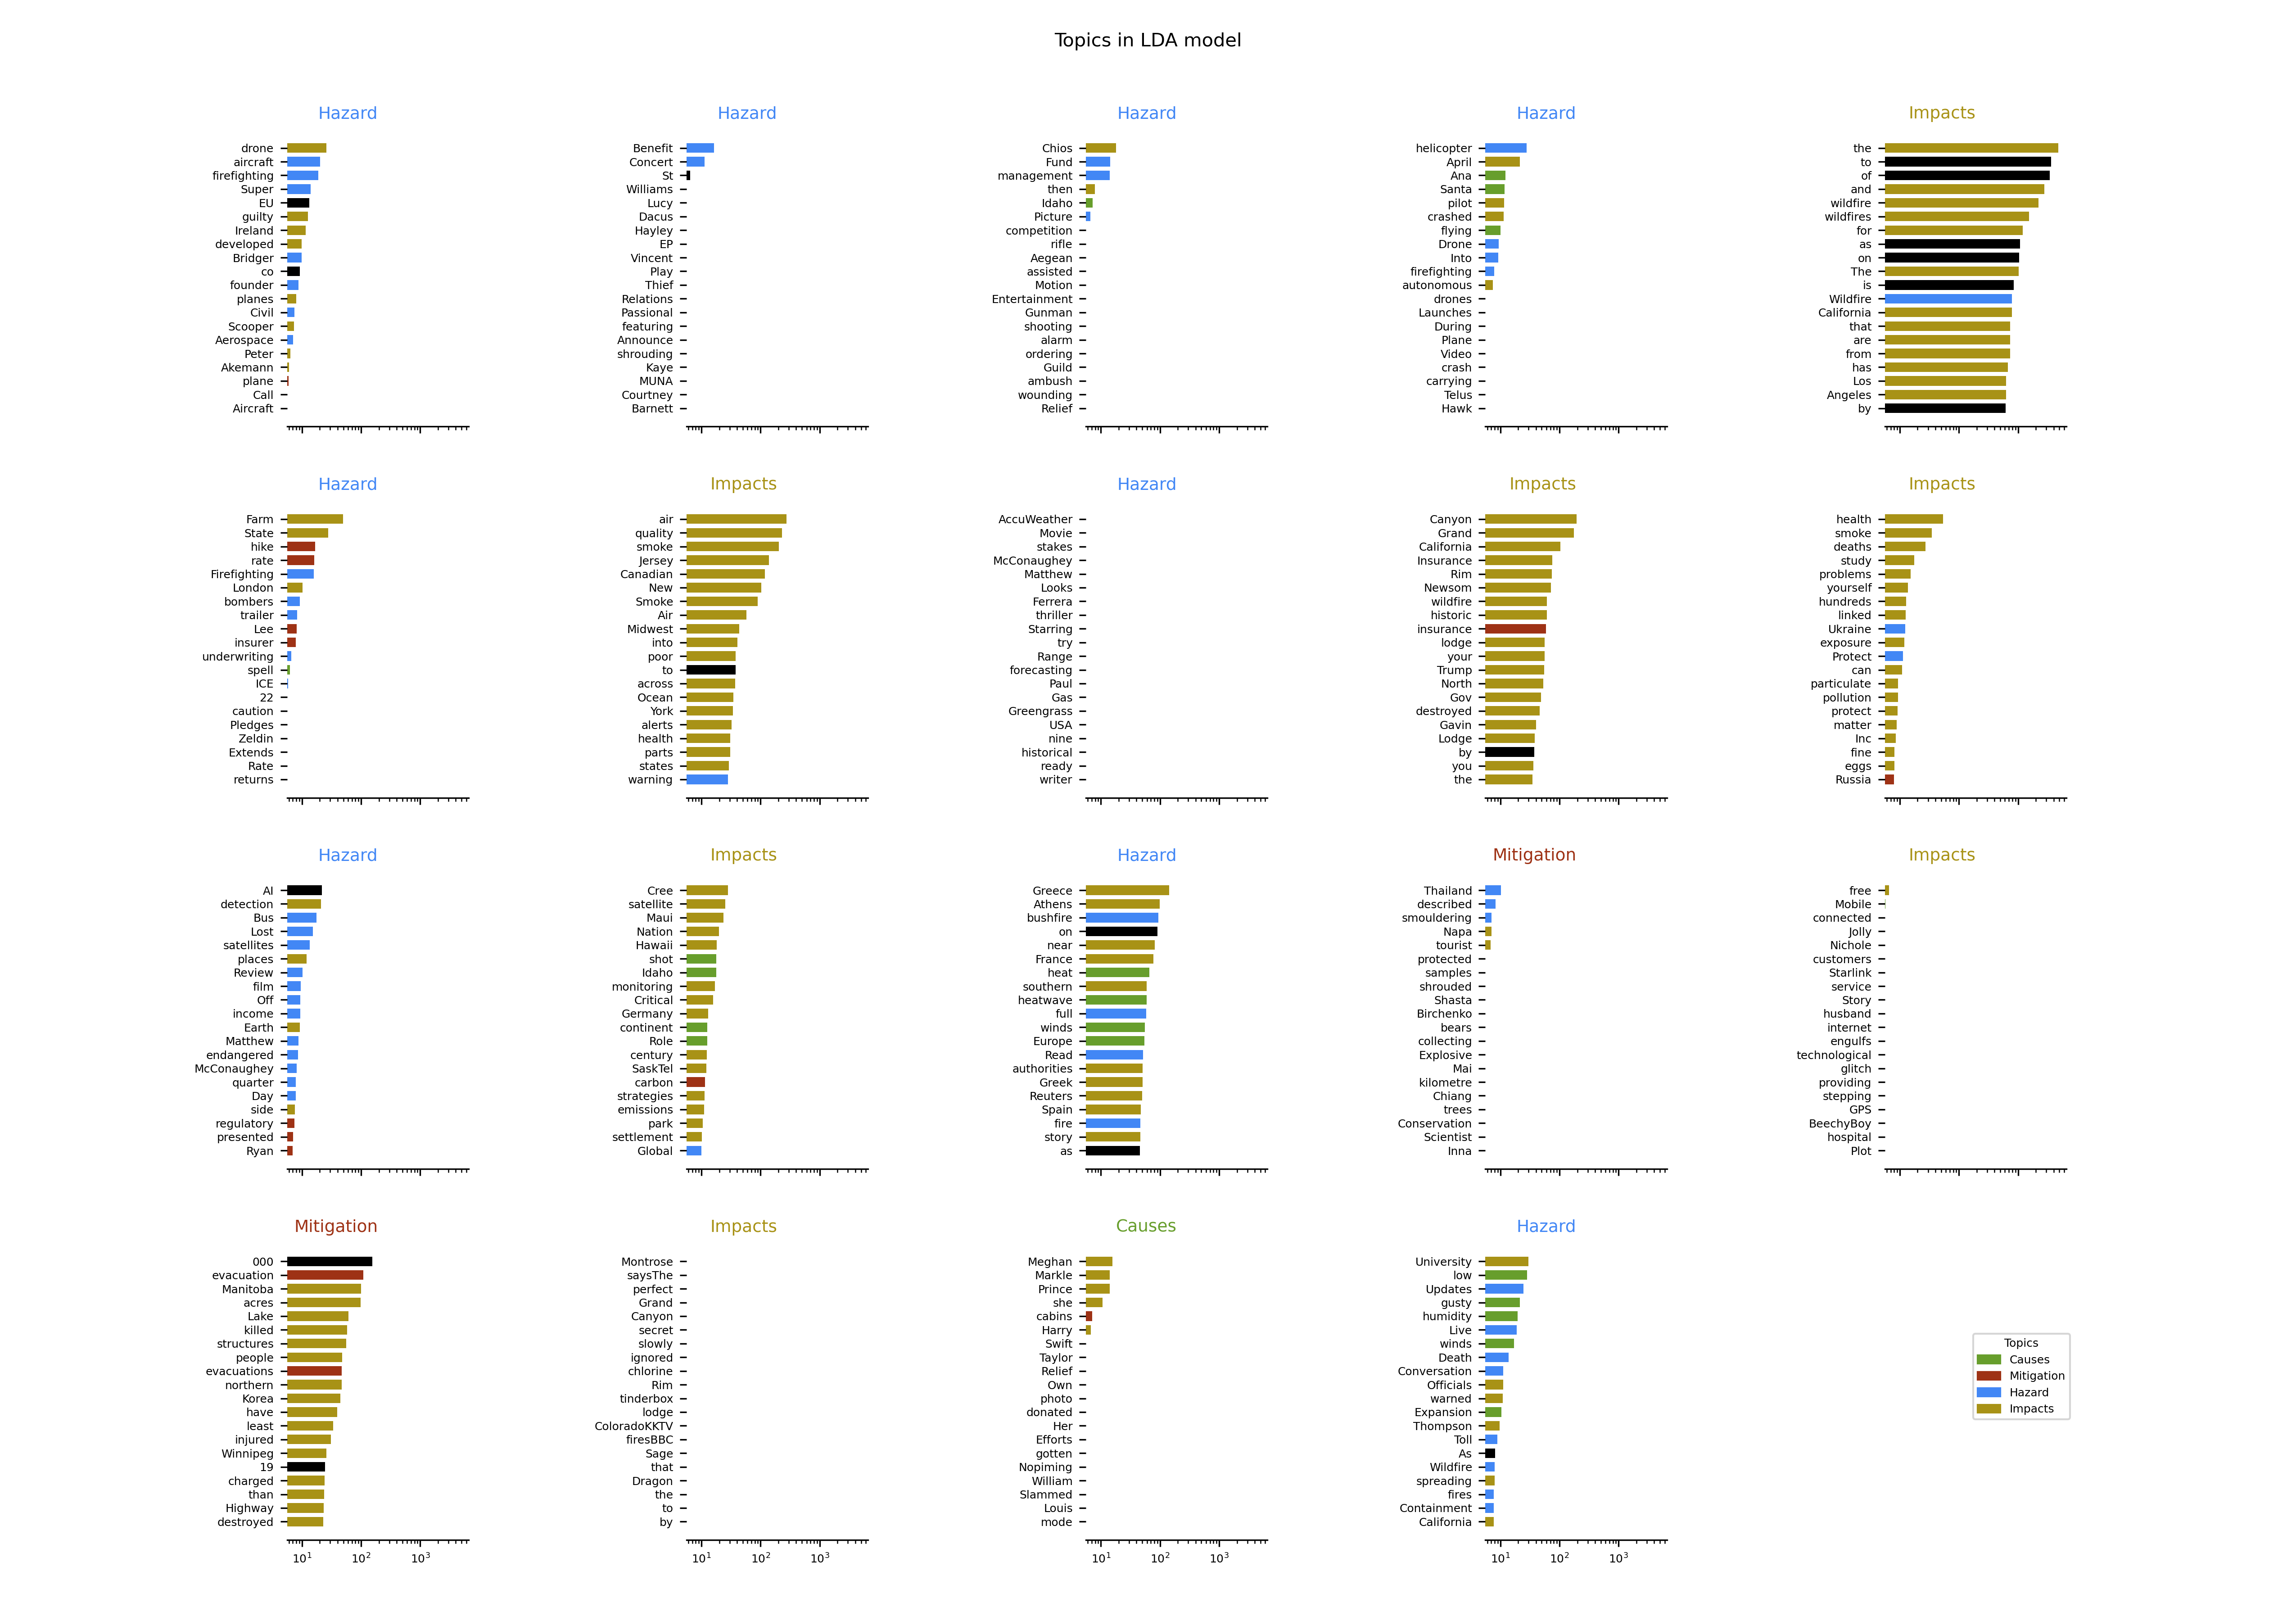 Topics in LDA model
Hazard
drone
aircraft
firefighting
Super
EU
guilty
Ireland
developed
Bridger
co
founder
planes
Civil
Scooper
Aerospace
Peter
Akemann
plane
Call
Aircraft
Hazard
Benefit
Concert
St
Williams
Lucy
Dacus
Hayley
EP
Vincent
Play
Thief
Relations
Passional
featuring
Announce
shrouding
Kaye
MUNA
Courtney
Barnett
Hazard
Chios
Fund
management
then
Idaho
Picture
competition
rifle
Aegean
assisted
Motion
Entertainment
Gunman
shooting
alarm
ordering
Guild
ambush
wounding
Relief
Hazard
helicopter
April
Ana
Santa
pilot
crashed
flying
Drone
Into
firefighting
autonomous
drones
Launches
During
Plane
Video
crash
carrying
Telus
Hawk
Impacts
the
to
of
and
wildfire
wildfires
for
as
on
The
is
Wildfire
California
that
are
from
has
Los
Angeles
by
Hazard
Farm
State
hike
rate
Firefighting
London
bombers
trailer
Lee
insurer
underwriting
spell
ICE
22
caution
Pledges
Zeldin
Extends
Rate
returns
Impacts
air
quality
smoke
Jersey
Canadian
New
Smoke
Air
Midwest
into
poor
to
across
Ocean
York
alerts
health
parts
states
warning
Hazard
AccuWeather
Movie
stakes
McConaughey
Matthew
Looks
Ferrera
thriller
Starring
try
Range
forecasting
Paul
Gas
Greengrass
USA
nine
historical
ready
writer
Impacts
Canyon
Grand
California
Insurance
Rim
Newsom
wildfire
historic
insurance
lodge
your
Trump
North
Gov
destroyed
Gavin
Lodge
by
you
the
Impacts
health
smoke
deaths
study
problems
yourself
hundreds
linked
Ukraine
exposure
Protect
can
particulate
pollution
protect
matter
Inc
fine
eggs
Russia
Hazard
AI
detection
Bus
Lost
satellites
places
Review
film
Off
income
Earth
Matthew
endangered
McConaughey
quarter
Day
side
regulatory
presented
Ryan
Impacts
Cree
satellite
Maui
Nation
Hawaii
shot
Idaho
monitoring
Critical
Germany
continent
Role
century
SaskTel
carbon
strategies
emissions
park
settlement
Global
Hazard
Greece
Athens
bushfire
on
near
France
heat
southern
heatwave
full
winds
Europe
Read
authorities
Greek
Reuters
Spain
fire
story
as
Mitigation
Thailand
described
smouldering
Napa
tourist
protected
samples
shrouded
Shasta
Birchenko
bears
collecting
Explosive
Mai
kilometre
Chiang
trees
Conservation
Scientist
Inna
Impacts
free
Mobile
connected
Jolly
Nichole
customers
Starlink
service
Story
husband
internet
engulfs
technological
glitch
providing
stepping
GPS
BeechyBoy
hospital
Plot
Mitigation
000
evacuation
Manitoba
acres
Lake
killed
structures
people
evacuations
northern
Korea
have
least
injured
Winnipeg
19
charged
than
Highway
destroyed
10¹ 10² 10³
Impacts
Montrose
saysThe
perfect
Grand
Canyon
secret
slowly
ignored
chlorine
Rim
tinderbox
lodge
ColoradoKKTV
firesBBC
Sage
that
Dragon
the
to
by
10¹ 10² 10³
Causes
Meghan
Markle
Prince
she
cabins
Harry
Swift
Taylor
Relief
Own
photo
donated
Her
Efforts
gotten
Nopiming
William
Slammed
Louis
mode
10¹ 10² 10³
Hazard
University
low
Updates
gusty
humidity
Live
winds
Death
Conversation
Officials
warned
Expansion
Thompson
Toll
As
Wildfire
spreading
fires
Containment
California
10¹ 10² 10³
Topics
Causes
Mitigation
Hazard
Impacts